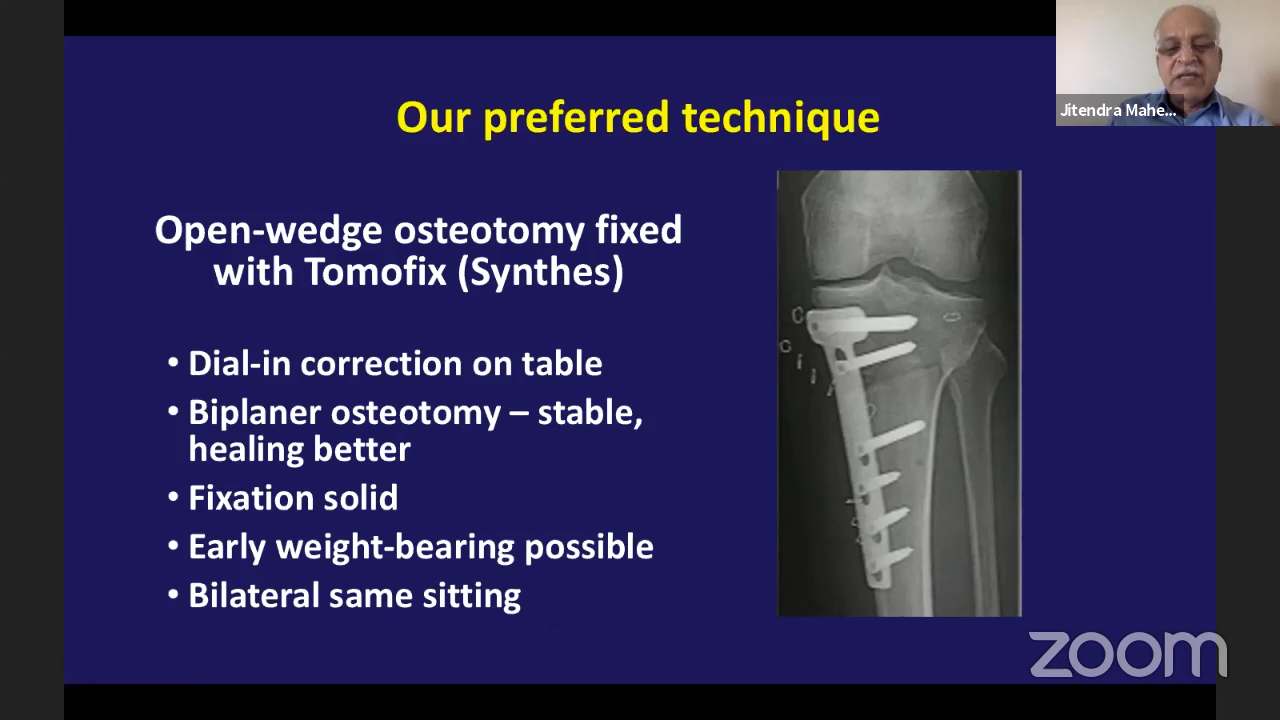 Our preferred technique
Jitendra Mahe...
Open-wedge osteotomy fixed
with Tomofix (Synthes)
• Dial-in correction on table
• Biplaner osteotomy – stable,
healing better
• Fixation solid
• Early weight-bearing possible
• Bilateral same sitting
zoom